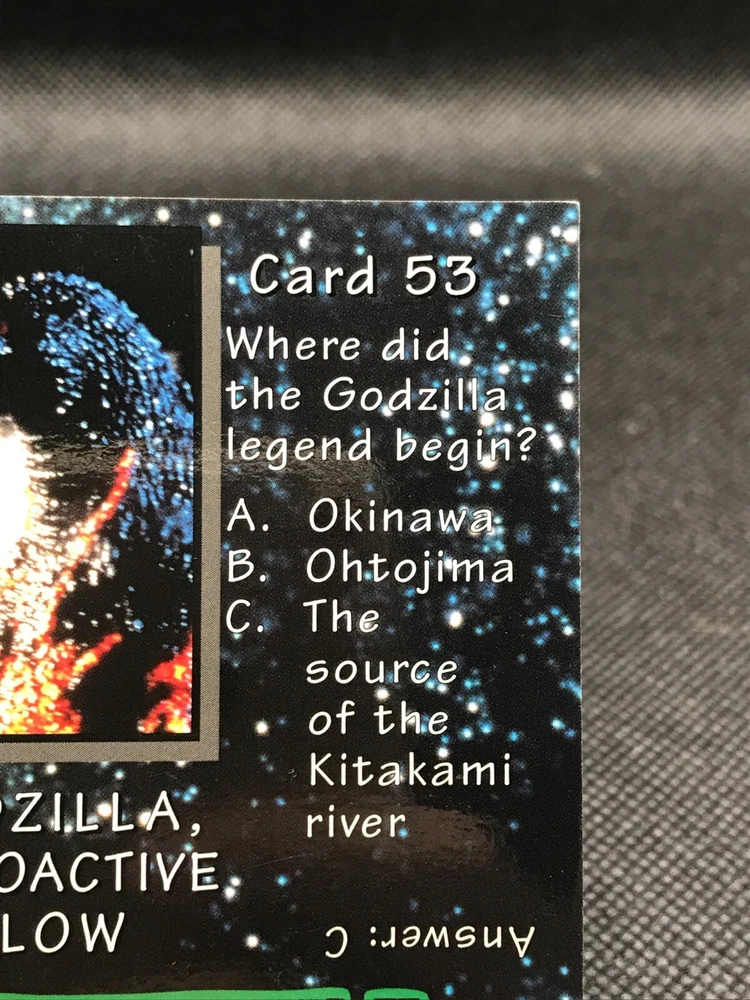 Card 53
Where did
the Godzilla
legend begin?
A. Okinawa
B. Ohtojima
C. The
source
of the
Kitakami
river
DZILLA,
OACTIVE
LOW
Answer: C